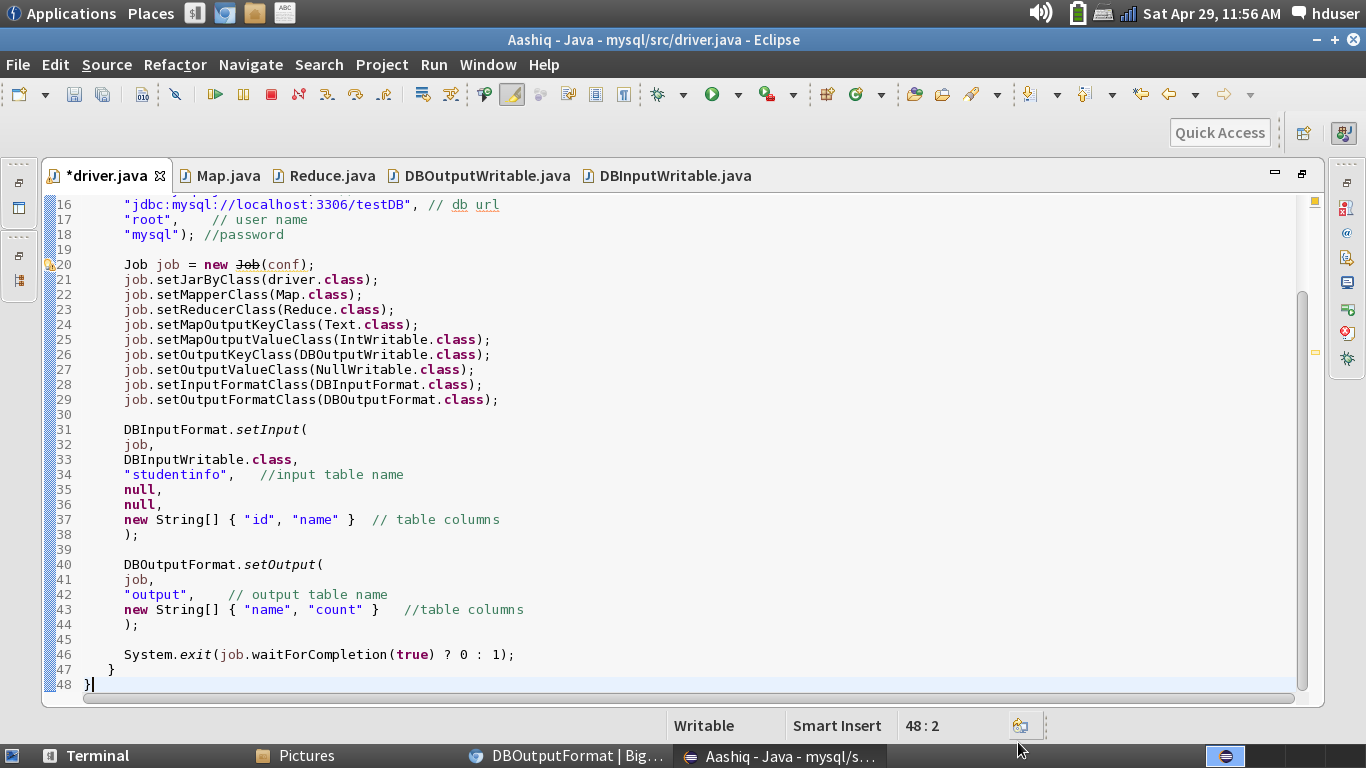 Applications Places ABC Sat Apr 29, 11:56 AM hduser
Aashiq - Java - mysql/src/driver.java - Eclipse
File Edit Source Refactor Navigate Search Project Run Window Help
Quick Access
*driver.java Map.java Reduce.java DBOutputWritable.java DBInputWritable.java
16 "jdbc:mysql://localhost:3306/testDB", // db url
17 "root", // user name
18 "mysql"); //password
19
20 Job job = new Job(conf);
21 job.setJarByClass(driver.class);
22 job.setMapperClass(Map.class);
23 job.setReducerClass(Reduce.class);
24 job.setMapOutputKeyClass(Text.class);
25 job.setMapOutputValueClass(IntWritable.class);
26 job.setOutputKeyClass(DBOutputWritable.class);
27 job.setOutputValueClass(NullWritable.class);
28 job.setInputFormatClass(DBInputFormat.class);
29 job.setOutputFormatClass(DBOutputFormat.class);
30
31 DBInputFormat.setInput(
32 job,
33 DBInputWritable.class,
34 "studentinfo", //input table name
35 null,
36 null,
37 new String[] { "id", "name" } // table columns
38 );
39
40 DBOutputFormat.setOutput(
41 job,
42 "output", // output table name
43 new String[] { "name", "count" } //table columns
44 );
45
46 System.exit(job.waitForCompletion(true) ? 0 : 1);
47 }
48 }
Writable Smart Insert 48 : 2
Terminal Pictures DBOutputFormat | Big... Aashiq - Java - mysql/s...